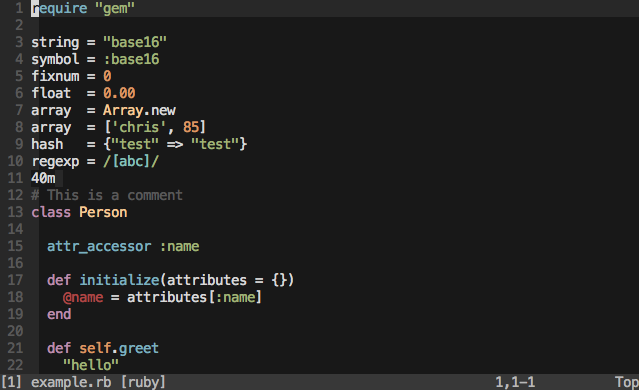 1 require "gem"
2
3 string = "base16"
4 symbol = :base16
5 fixnum = 0
6 float  = 0.00
7 array  = Array.new
8 array  = ['chris', 85]
9 hash   = {"test" => "test"}
10 regexp = /[abc]/
11 40m
12 # This is a comment
13 class Person
14
15   attr_accessor :name
16
17   def initialize(attributes = {})
18     @name = attributes[:name]
19   end
20
21   def self.greet
22     "hello"
[1] example.rb [ruby] 1,1-1 Top